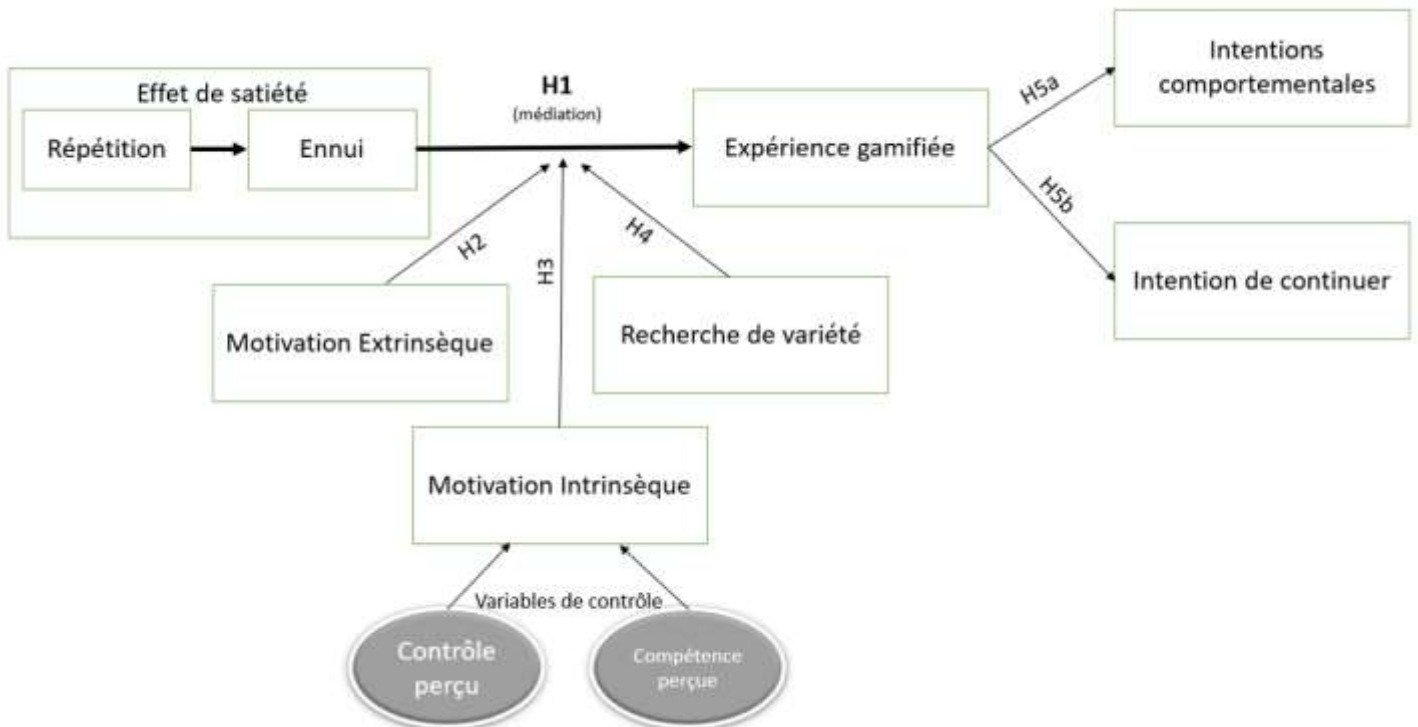 Effet de satiété
Répétition
Ennui
H1
(médiation)
Expérience gamifiée
H5a
Intentions
comportementales
H5b
Intention de continuer
H2
H3
H4
Motivation Extrinsèque
Recherche de variété
Motivation Intrinsèque
Variables de contrôle
Contrôle
perçu
Compétence
perçue